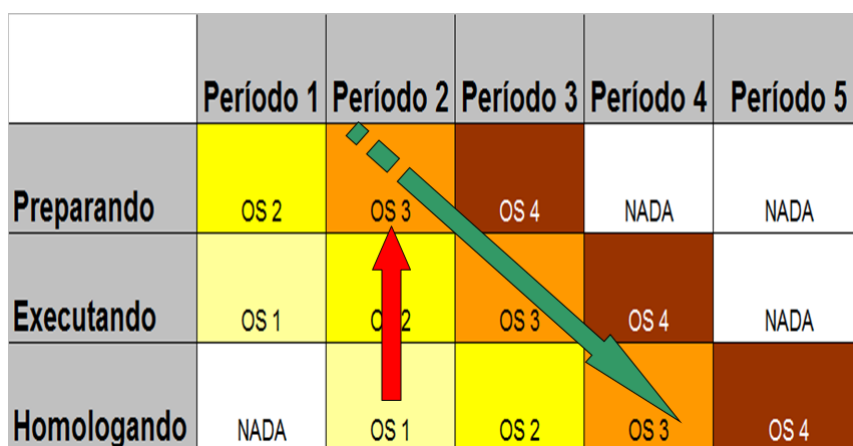 Período 1 Período 2 Período 3 Período 4 Período 5
Preparando OS 2 OS 3 OS 4 NADA NADA
Executando OS 1 2 OS 3 OS 4 NADA
Homologando NADA OS 1 OS 2 OS 3 OS 4